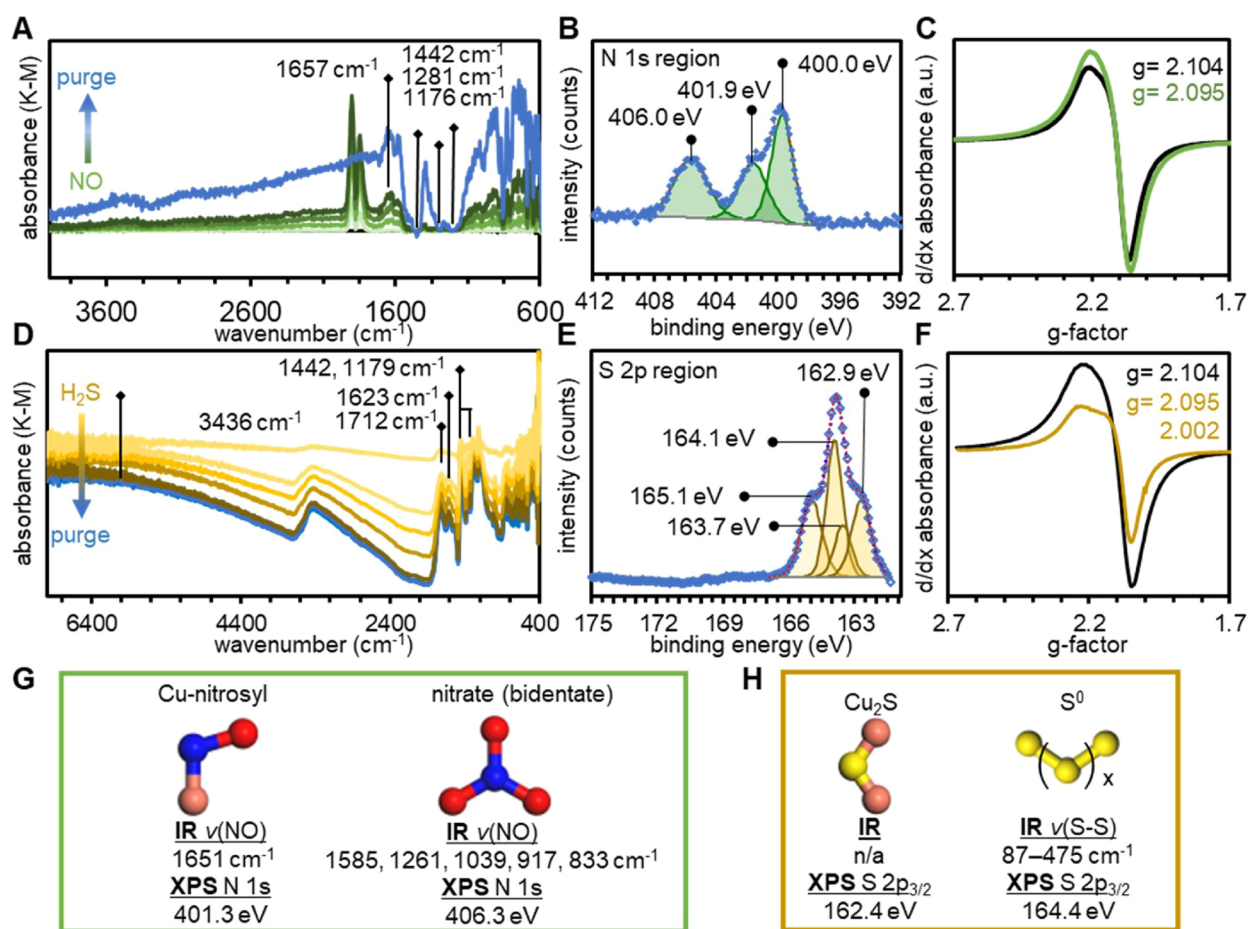 A
absorbance (K-M)
purge
NO
1657 cm⁻¹
1442 cm⁻¹
1281 cm⁻¹
1176 cm⁻¹
3600
2600
1600
600
wavenumber (cm⁻¹)
B
intensity (counts)
N 1s region
406.0 eV
401.9 eV
400.0 eV
412 408 404 400 396 392
binding energy (eV)
C
d/dx absorbance (a.u.)
g= 2.104
g= 2.095
2.7 2.2 1.7
g-factor
D
absorbance (K-M)
H₂S
purge
3436 cm⁻¹
1442, 1179 cm⁻¹
1623 cm⁻¹
1712 cm⁻¹
6400 4400 2400 400
wavenumber (cm⁻¹)
E
intensity (counts)
S 2p region
162.9 eV
164.1 eV
165.1 eV
163.7 eV
175 172 169 166 163
binding energy (eV)
F
d/dx absorbance (a.u.)
g= 2.104
g= 2.095
2.002
2.7 2.2 1.7
g-factor
G
Cu-nitrosyl
IR v(NO)
1651 cm⁻¹
XPS N 1s
401.3 eV
nitrate (bidentate)
IR v(NO)
1585, 1261, 1039, 917, 833 cm⁻¹
XPS N 1s
406.3 eV
H
Cu₂S
IR
n/a
XPS S 2p₃/₂
162.4 eV
S⁰
( ) x
IR v(S-S)
87–475 cm⁻¹
XPS S 2p₃/₂
164.4 eV